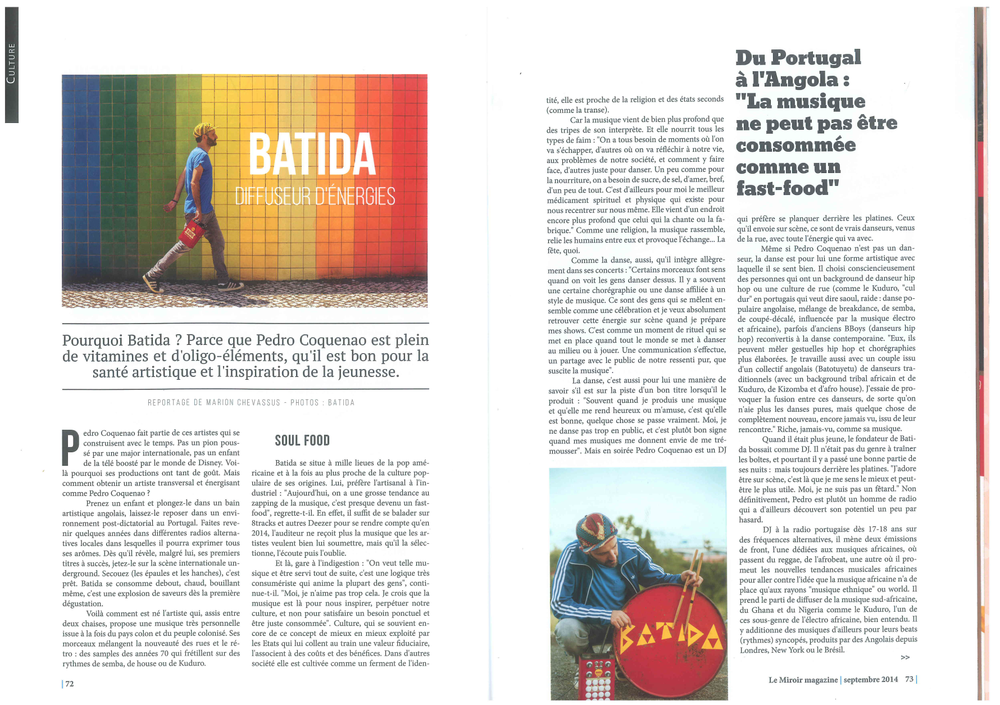 CULTURE
BATIDA
DIFFUSEUR D'ÉNERGIES
Pourquoi Batida ? Parce que Pedro Coquenao est plein
de vitamines et d'oligo-éléments, qu'il est bon pour la
santé artistique et l'inspiration de la jeunesse.
REPORTAGE DE MARION CHEVASSUS - PHOTOS : BATIDA
Pedro Coquenao fait partie de ces artistes qui se
construisent avec le temps. Pas un pion pous-
sé par une major internationale, pas un enfant
de la télé boosté par le monde de Disney. Voi-
là pourquoi ses productions ont tant de goût. Mais
comment obtenir un artiste transversal et énergisant
comme Pedro Coquenao ?
Prenez un enfant et plongez-le dans un bain
artistique angolais, laissez-le reposer dans un envi-
ronnement post-dictatorial au Portugal. Faites reve-
nir quelques années dans différentes radios alterna-
tives locales dans lesquelles il pourra exprimer tous
ses arômes. Dès qu'il révèle, malgré lui, ses premiers
titres à succès, jetez-le sur la scène internationale un-
derground. Secouez (les épaules et les hanches), c'est
prêt. Batida se consomme debout, chaud, bouillant
même, c'est une explosion de saveurs dès la première
dégustation.
Voilà comment est né l'artiste qui, assis entre
deux chaises, propose une musique très personnelle
issue à la fois du pays colon et du peuple colonisé. Ses
morceaux mélangent la nouveauté des rues et le ré-
tro : des samples des années 70 qui frétillent sur des
rythmes de semba, de house ou de Kuduro.
SOUL FOOD
Batida se situe à mille lieues de la pop amé-
ricaine et à la fois au plus proche de la culture pop-
ulaire de ses origines. Lui, préfère l'artisanal à l'in-
dustriel : "Aujourd'hui, on a une grosse tendance au
zapping de la musique, c'est presque devenu un fast-
food", regrette-t-il. En effet, il suffit de se balader sur
8tracks et autres Deezer pour se rendre compte qu'en
2014, l'auditeur ne reçoit plus la musique que les ar-
tistes veulent bien lui soumettre, mais qu'il la sélec-
tionne, l'écoute puis l'oublie.
Et là, gare à l'indigestion : "On veut telle mu-
sique et être servi tout de suite, c'est une logique très
consumériste qui anime la plupart des gens", conti-
nue-t-il. "Moi, je n'aime pas trop cela. Je crois que la
musique est là pour nous inspirer, perpétuer notre
culture, et non pour satisfaire un besoin ponctuel et
être juste consommée". Culture, qui se souvient en-
core de ce concept de mieux en mieux exploité par
les Etats qui lui collent au train une valeur fiduciaire,
l'associent à des coûts et des bénéfices. Dans d'autres
société elle est cultivée comme un ferment de l'iden-
72
tité, elle est proche de la religion et des états seconds
(comme la transe).
Car la musique vient de bien plus profond que
des tripes de son interprète. Et elle nourrit tous les
types de faim : "On a tous besoin de moments où l'on
va s'échapper, d'autres où on va réfléchir à notre vie,
aux problèmes de notre société, et comment y faire
face, d'autres juste pour danser. Un peu comme pour
la nourriture, on a besoin de sucre, de sel, d'amer, bref,
d'un peu de tout. C'est d'ailleurs pour moi le meilleur
médicament spirituel et physique qui existe pour
nous recentrer sur nous même. Elle vient d'un endroit
encore plus profond que celui qui la chante ou la fa-
brique." Comme une religion, la musique rassemble,
relie les humains entre eux et provoque l'échange... La
fête, quoi.
Comme la danse, aussi, qu'il intègre allègre-
ment dans ses concerts : "Certains morceaux font sens
quand on voit les gens danser dessus. Il y a souvent
une certaine chorégraphie ou une danse affiliée à un
style de musique. Ce sont des gens qui se mêlent en-
semble comme une célébration et je veux absolument
retrouver cette énergie sur scène quand je prépare
mes shows. C'est comme un moment de rituel qui se
met en place quand tout le monde se met à danser
au milieu ou à jouer. Une communication s'effectue,
un partage avec le public de notre ressenti pur, que
suscite la musique".
La danse, c'est aussi pour lui une manière de
savoir s'il est sur la piste d'un bon titre lorsqu'il le
produit : "Souvent quand je produis une musique
et qu'elle me rend heureux ou m'amuse, c'est qu'elle
est bonne, quelque chose se passe vraiment. Moi, je
ne danse pas trop en public, et c'est plutôt bon signe
quand mes musiques me donnent envie de me tré-
mousser". Mais en soirée Pedro Coquenao est un DJ
BATIDA
Du Portugal
à l'Angola :
"La musique
ne peut pas être
consommée
comme un
fast-food"
qui préfère se planquer derrière les platines. Ceux
qu'il envoie sur scène, ce sont de vrais danseurs, venus
de la rue, avec toute l'énergie qui va avec.
Même si Pedro Coquenao n'est pas un dan-
seur, la danse est pour lui une forme artistique avec
laquelle il se sent bien. Il choisi consciencieusement
des personnes qui ont un background de danseur hip
hop ou une culture de rue (comme le Kuduro, "cul
dur" en portugais qui veut dire saoul, raide : danse po-
pulaire angolaise, mélange de breakdance, de semba,
de coupé-décalé, influencée par la musique électro
et africaine), parfois d'anciens BBoys (danseurs hip
hop) reconvertis à la danse contemporaine. "Eux, ils
peuvent mêler gestuelles hip hop et chorégraphies
plus élaborées. Je travaille aussi avec un couple issu
d'un collectif angolais (Batotuyetu) de danseurs tra-
ditionnels (avec un background tribal africain et de
Kuduro, de Kizomba et d'afro house). J'essaie de pro-
voquer la fusion entre ces danseurs, de sorte qu'on
n'aie plus les danses pures, mais quelque chose de
complètement nouveau, encore jamais vu, issu de leur
rencontre." Riche, jamais-vu, comme sa musique.
Quand il était plus jeune, le fondateur de Bati-
da bossait comme DJ. Il n'était pas du genre à traîner
les boîtes, et pourtant il y a passé une bonne partie de
ses nuits : mais toujours derrière les platines. "J'adore
être sur scène, c'est là que je me sens le mieux et peut-
être le plus utile. Moi, je ne suis pas un fêtard." Non
définitivement, Pedro est plutôt un homme de radio
qui a d'ailleurs découvert son potentiel un peu par
hasard.
DJ à la radio portugaise dès 17-18 ans sur
des fréquences alternatives, il mène deux émissions
de front, l'une dédiées aux musiques africaines, où
passent du reggae, de l'afrobeat, une autre où il pro-
meut les nouvelles tendances musicales africaines
pour aller contre l'idée que la musique africaine n'a de
place qu'aux rayons "musique ethnique" ou world. Il
prend le parti de diffuser de la musique sud-africaine,
du Ghana et du Nigeria comme le Kuduro, l'un de
ces sous-genre de l'électro africaine, bien entendu. Il
y additionne des musiques d'ailleurs pour leurs beats
(rythmes) syncopés, produits par des Angolais depuis
Londres, New York ou le Brésil.
>>
Le Miroir magazine | septembre 2014 73